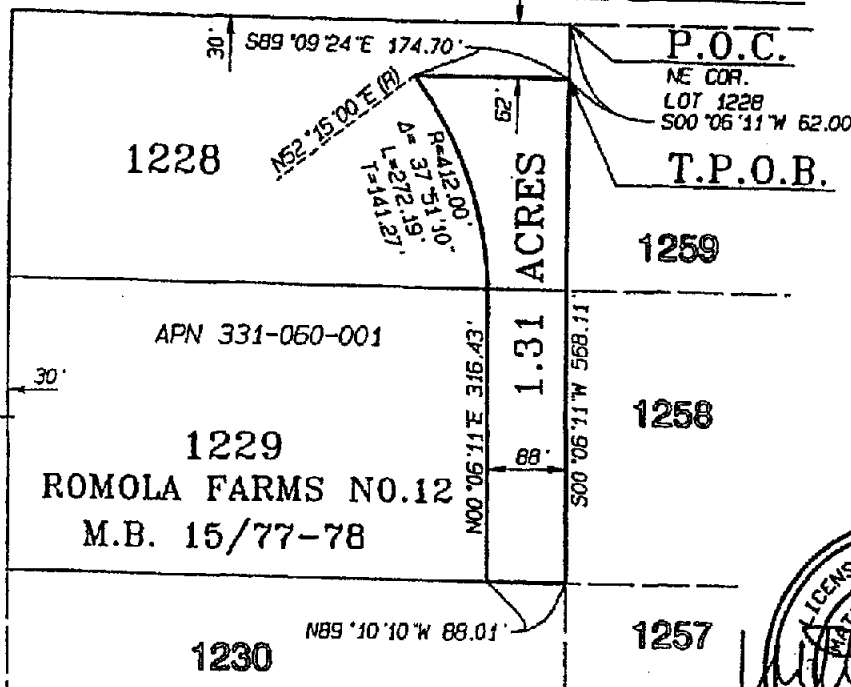 30'
S89°09'24"E 174.70'
P.O.C.
NE COR.
LOT 1228
S00°06'11"W 62.00
T.P.O.B.
N52°15'00"E (R)
62'
1228
R=412.00'
Δ= 37°51'10"
L=272.19'
T=141.27'
1.31 ACRES
1259
APN 331-060-001
30'
N00°06'11"E 316.43'
S00°06'11"W 568.11'
1258
88'
1229
ROMOLA FARMS NO.12
M.B. 15/77-78
N89°10'10"W 88.01'
1230
1257
LICENS